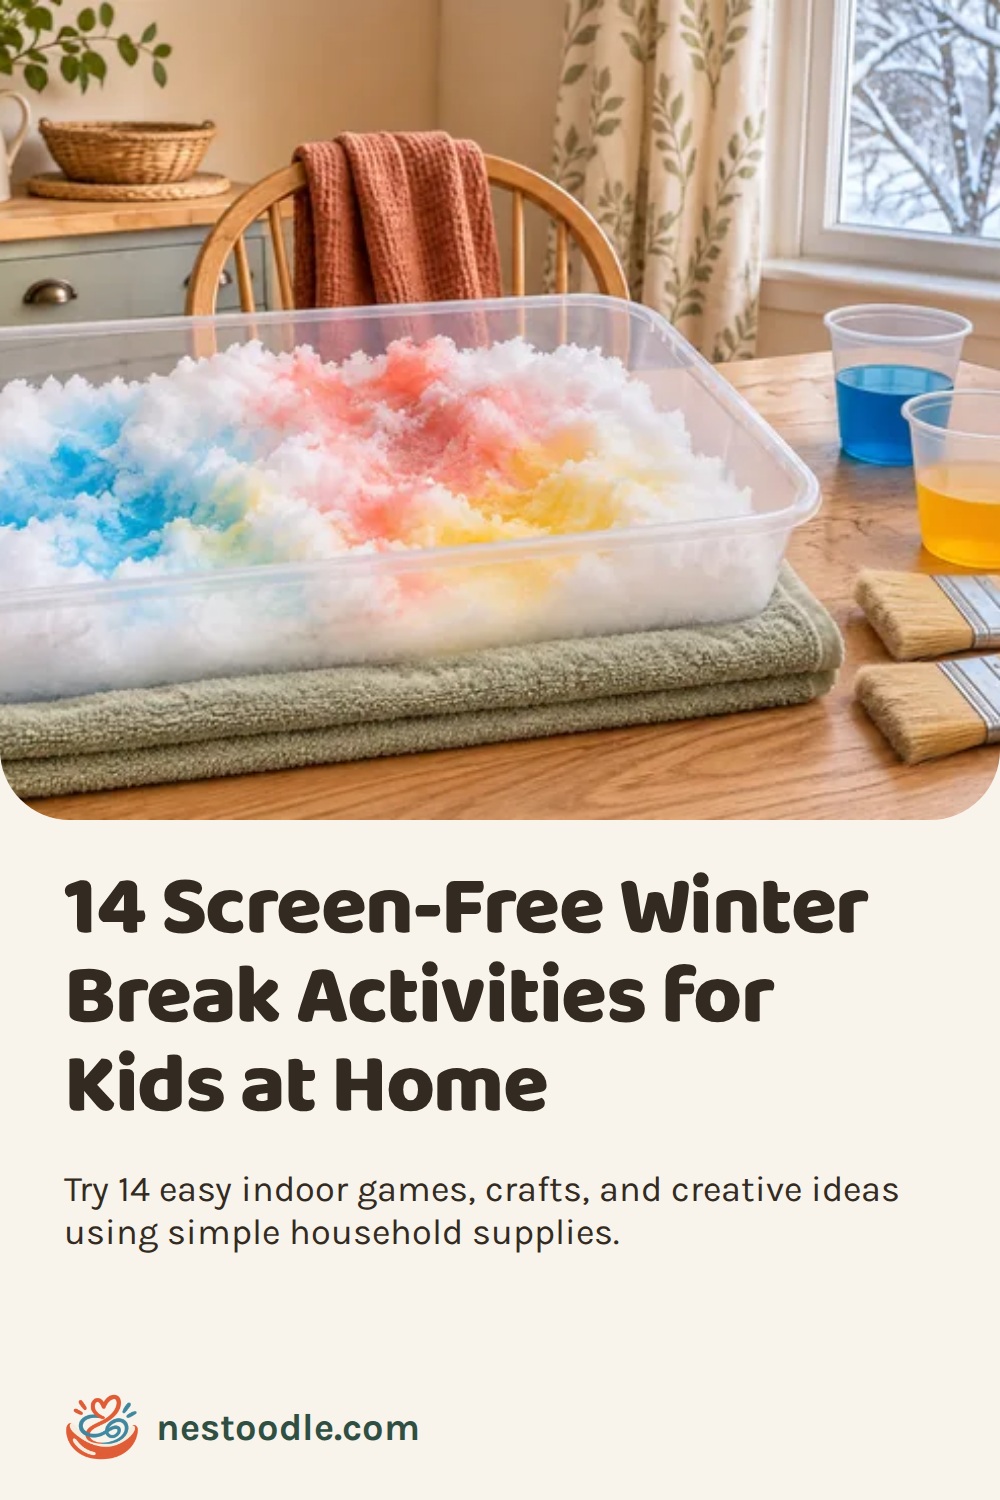 14 Screen-Free Winter
Break Activities for
Kids at Home
Try 14 easy indoor games, crafts, and creative ideas
using simple household supplies.
nestoodle.com